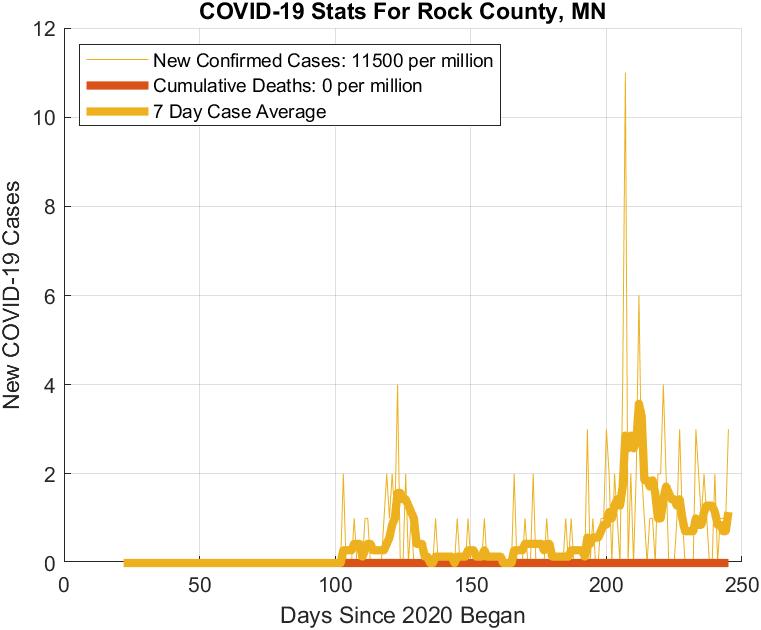 COVID-19 Stats For Rock County, MN
12
10
8
6
4
2
0
New COVID-19 Cases
New Confirmed Cases: 11500 per million
Cumulative Deaths: 0 per million
7 Day Case Average
0 50 100 150 200 250
Days Since 2020 Began